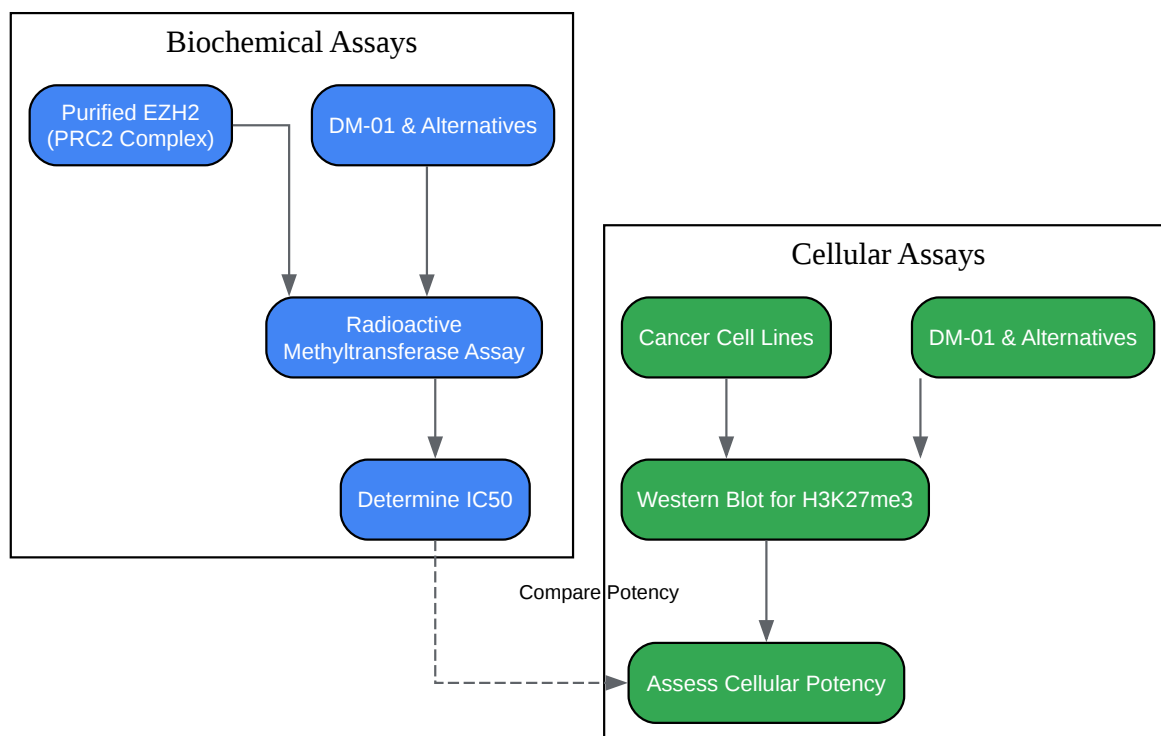 Biochemical Assays
Purified EZH2
(PRC2 Complex)
DM-01 & Alternatives
Radioactive
Methyltransferase Assay
Determine IC50
Compare Potency
Cellular Assays
Cancer Cell Lines
DM-01 & Alternatives
Western Blot for H3K27me3
Assess Cellular Potency